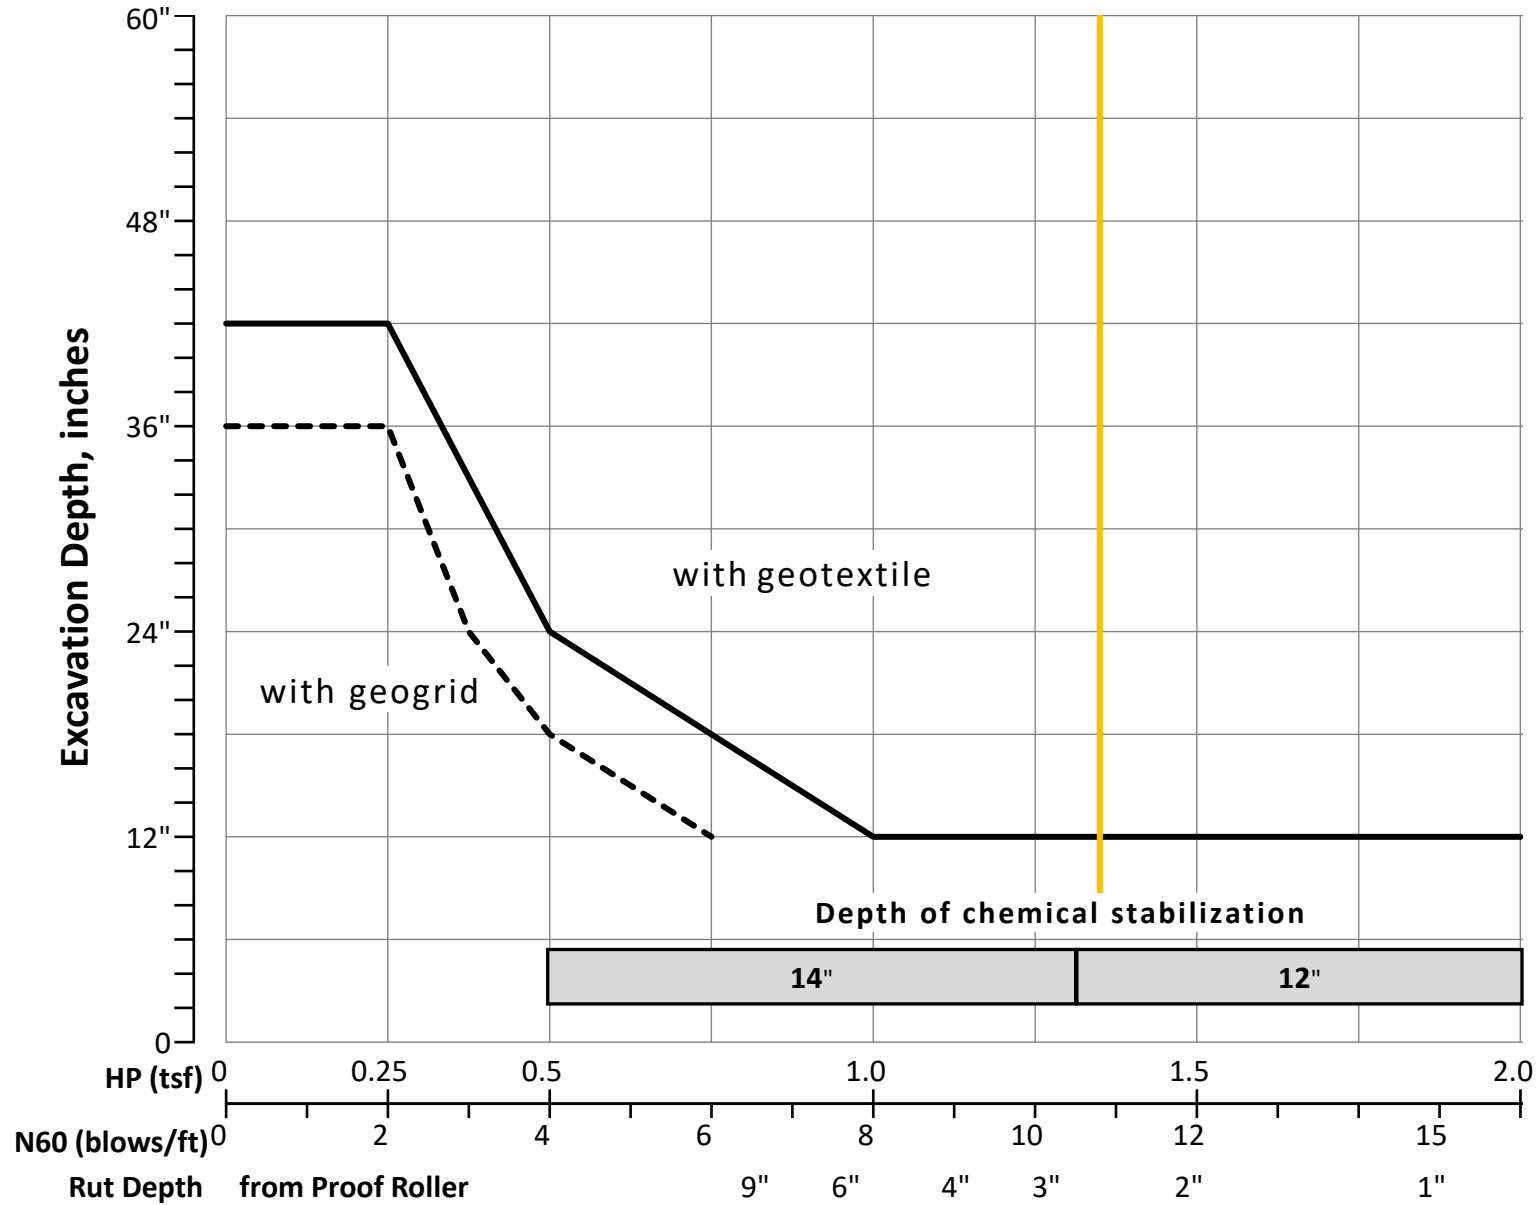 60"
48"
36"
24"
12"
0
Excavation Depth, inches
with geotextile
with geogrid
Depth of chemical stabilization
14" 12"
HP (tsf) 0 0.25 0.5 1.0 1.5 2.0
N60 (blows/ft) 0 2 4 6 8 10 12 15
Rut Depth from Proof Roller 9" 6" 4" 3" 2" 1"